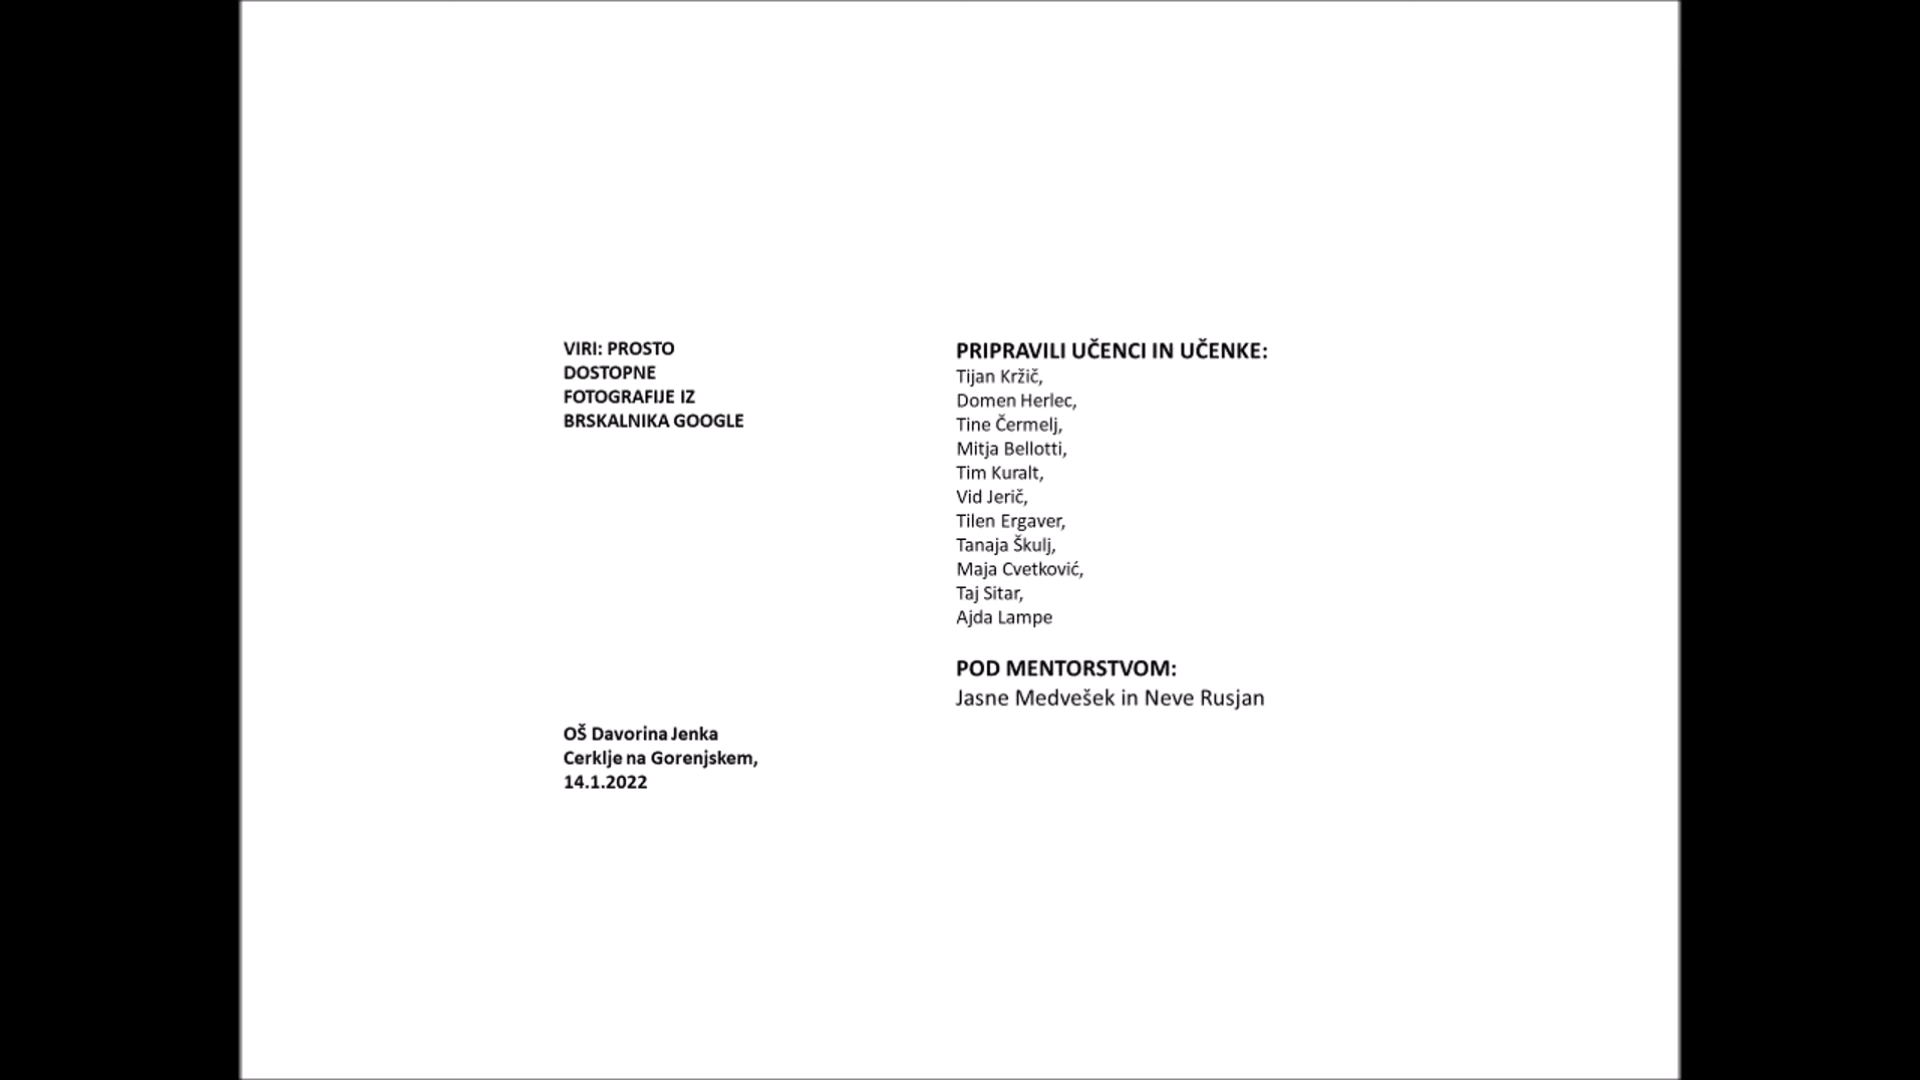 VIRI: PROSTO
DOSTOPNE
FOTOGRAFIJE IZ
BRSKALNIKA GOOGLE
OŠ Davorina Jenka
Cerklje na Gorenjskem,
14.1.2022
PRIPRAVILI UČENCI IN UČENKE:
Tijan Kržič,
Domen Herlec,
Tine Čermelj,
Mitja Bellotti,
Tim Kuralt,
Vid Jerič,
Tilen Ergaver,
Tanaja Škulj,
Maja Cvetković,
Taj Sitar,
Ajda Lampe
POD MENTORSTVOM:
Jasne Medvešek in Neve Rusjan